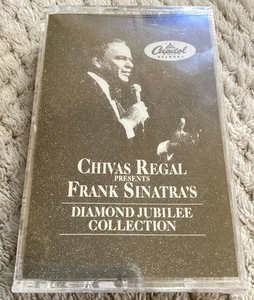 Capitol
RECORDS
CHIVAS REGAL
PRESENTS
FRANK SINATRA'S
DIAMOND JUBILEE
COLLECTION